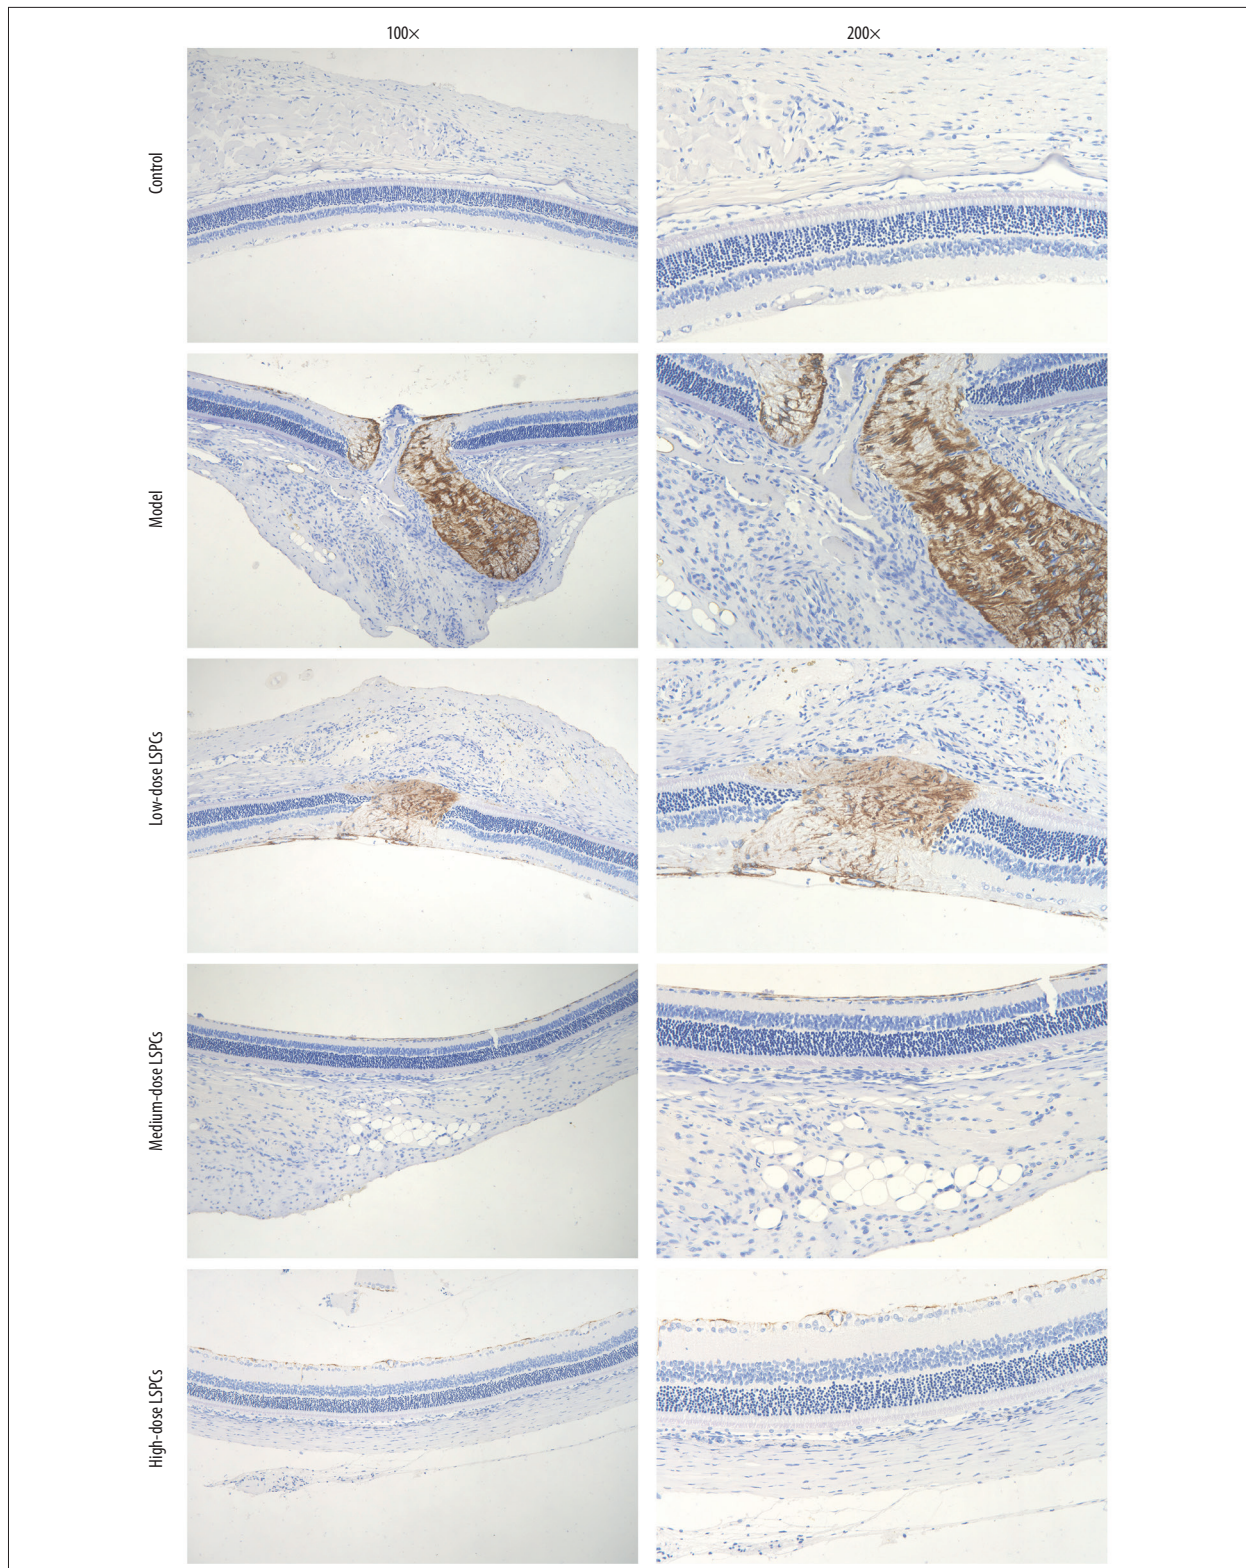 100×
200×
Control
Model
Low-dose LSPCs
Medium-dose LSPCs
High-dose LSPCs